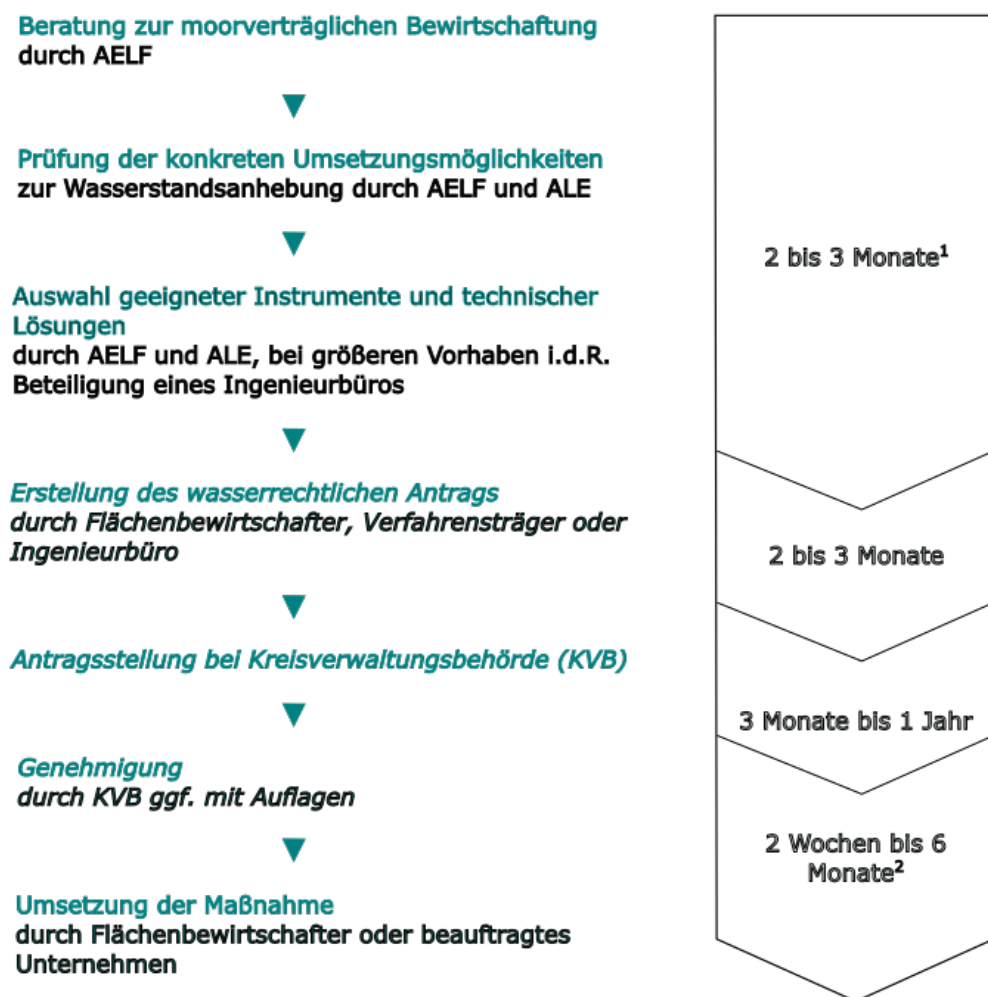 Beratung zur moorverträglichen Bewirtschaftung
durch AELF
Prüfung der konkreten Umsetzungsmöglichkeiten
zur Wasserstandsanhebung durch AELF und ALE
Auswahl geeigneter Instrumente und technischer
Lösungen
durch AELF und ALE, bei größeren Vorhaben i.d.R.
Beteiligung eines Ingenieurbüros
Erstellung des wasserrechtlichen Antrags
durch Flächenbewirtschafter, Verfahrensträger oder
Ingenieurbüro
Antragsstellung bei Kreisverwaltungsbehörde (KVB)
Genehmigung
durch KVB ggf. mit Auflagen
Umsetzung der Maßnahme
durch Flächenbewirtschafter oder beauftragtes
Unternehmen
2 bis 3 Monate¹
2 bis 3 Monate
3 Monate bis 1 Jahr
2 Wochen bis 6
Monate²